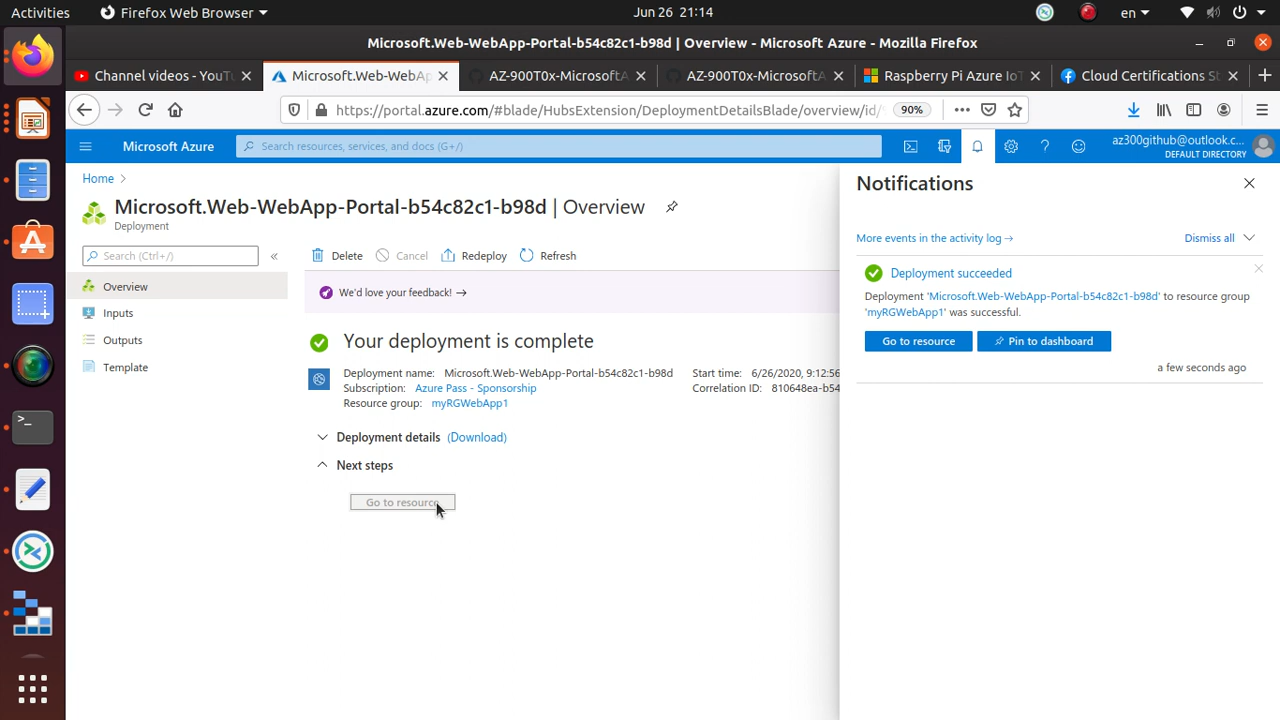 Activities
Firefox Web Browser
Jun 26 21:14
en
Microsoft.Web-WebApp-Portal-b54c82c1-b98d | Overview - Microsoft Azure - Mozilla Firefox
Channel videos - YouTu
Microsoft.Web-WebAp
AZ-900T0x-MicrosoftA
AZ-900T0x-MicrosoftA
Raspberry Pi Azure IoT
Cloud Certifications St
https://portal.azure.com/#blade/HubsExtension/DeploymentDetailsBlade/overview/id/
90%
Microsoft Azure
Search resources, services, and docs (G+/)
az300github@outlook.c...
DEFAULT DIRECTORY
Home
Microsoft.Web-WebApp-Portal-b54c82c1-b98d | Overview
Deployment
Search (Ctrl+/)
Overview
Inputs
Outputs
Template
Delete
Cancel
Redeploy
Refresh
We'd love your feedback! →
Your deployment is complete
Deployment name: Microsoft.Web-WebApp-Portal-b54c82c1-b98d
Subscription: Azure Pass - Sponsorship
Resource group: myRGWebApp1
Start time: 6/26/2020, 9:12:56
Correlation ID: 810648ea-b54
Deployment details (Download)
Next steps
Go to resource
Notifications
More events in the activity log →
Dismiss all
Deployment succeeded
Deployment 'Microsoft.Web-WebApp-Portal-b54c82c1-b98d' to resource group
'myRGWebApp1' was successful.
Go to resource
Pin to dashboard
a few seconds ago